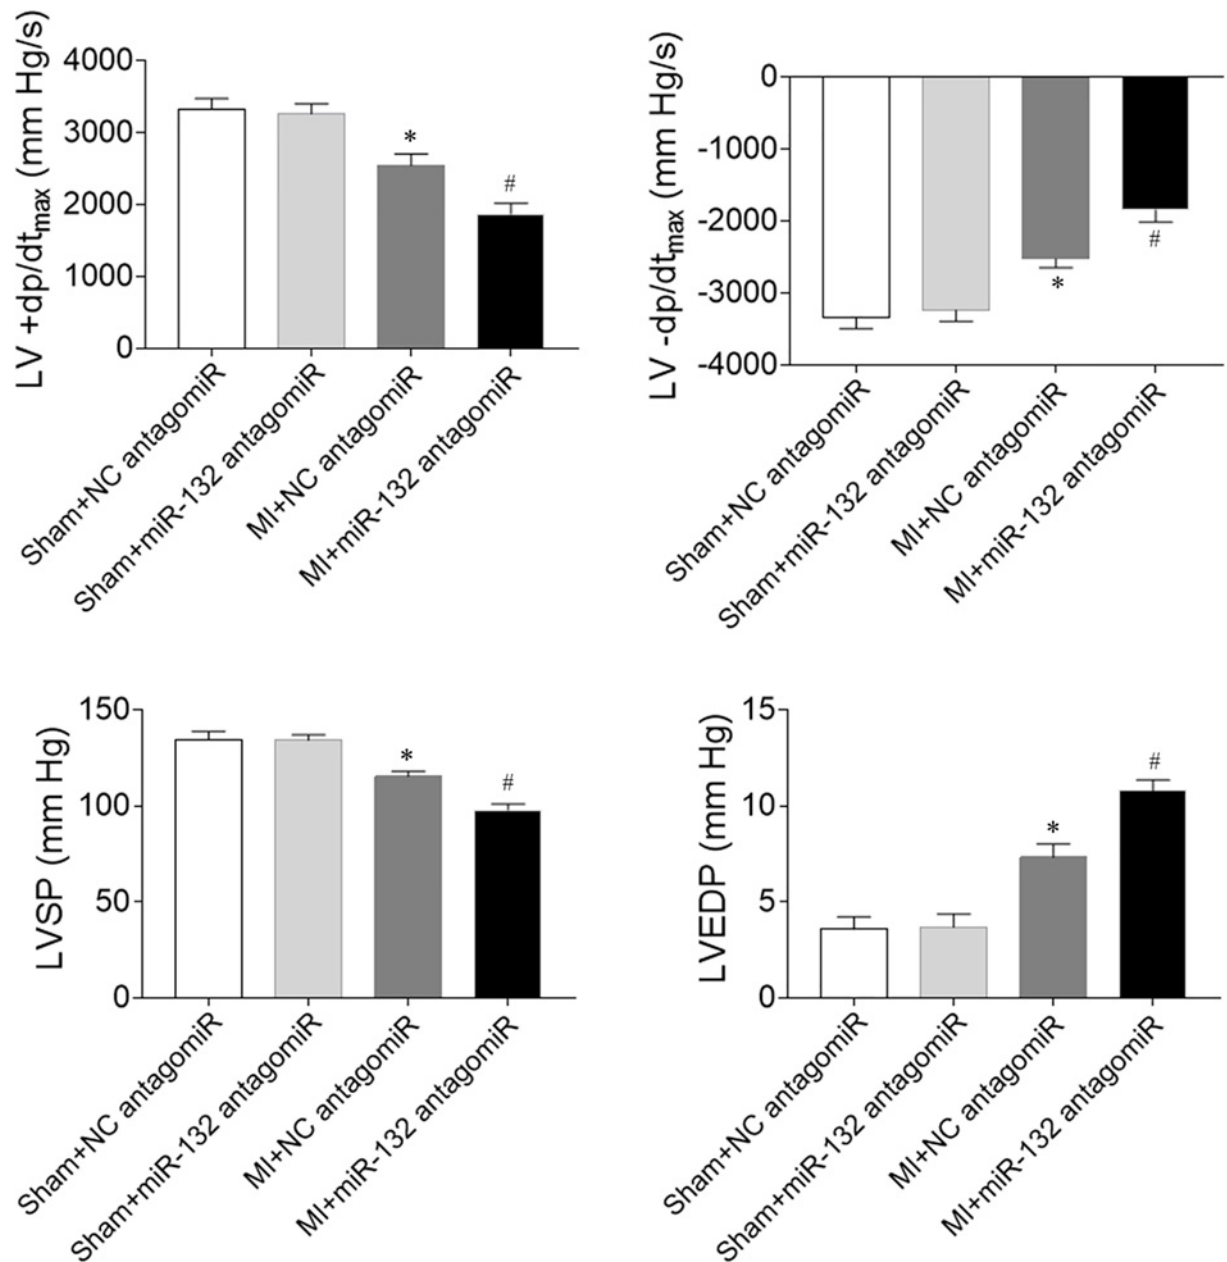 LV +dp/dtmax (mm Hg/s)
4000
3000
2000
1000
0
*
#
Sham+NC antagomiR
Sham+miR-132 antagomiR
MI+NC antagomiR
MI+miR-132 antagomiR
LV -dp/dtmax (mm Hg/s)
0
-1000
-2000
-3000
-4000
*
#
Sham+NC antagomiR
Sham+miR-132 antagomiR
MI+NC antagomiR
MI+miR-132 antagomiR
LVSP (mm Hg)
150
100
50
0
*
#
Sham+NC antagomiR
Sham+miR-132 antagomiR
MI+NC antagomiR
MI+miR-132 antagomiR
LVEDP (mm Hg)
15
10
5
0
*
#
Sham+NC antagomiR
Sham+miR-132 antagomiR
MI+NC antagomiR
MI+miR-132 antagomiR